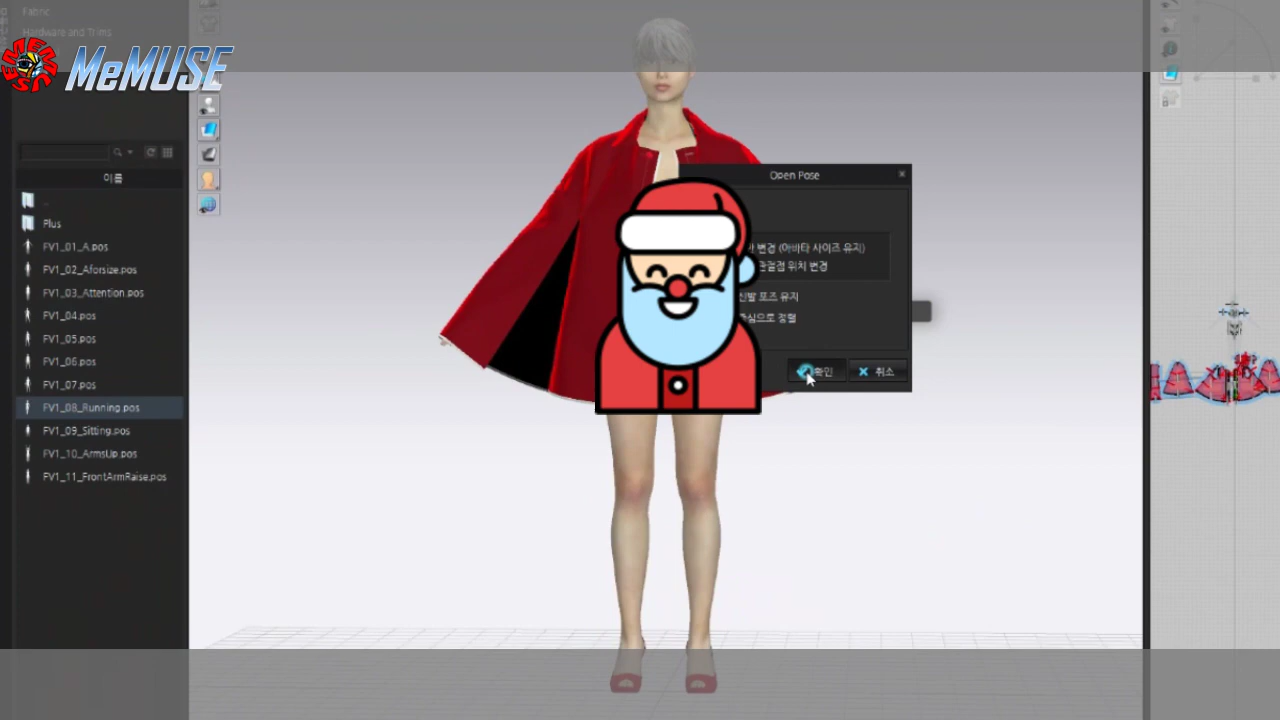 Fabric
Hardware and Trims
MEMUSE
MeMUSE
이름
..
Plus
FV1_01_A.pos
FV1_02_Aforsize.pos
FV1_03_Attention.pos
FV1_04.pos
FV1_05.pos
FV1_06.pos
FV1_07.pos
FV1_08_Running.pos
FV1_09_Sitting.pos
FV1_10_ArmsUp.pos
FV1_11_FrontArmRaise.pos
Open Pose
변경 (아바타 사이즈 유지)
관절점 위치 변경
신발 포즈 유지
중심으로 정렬
확인
취소